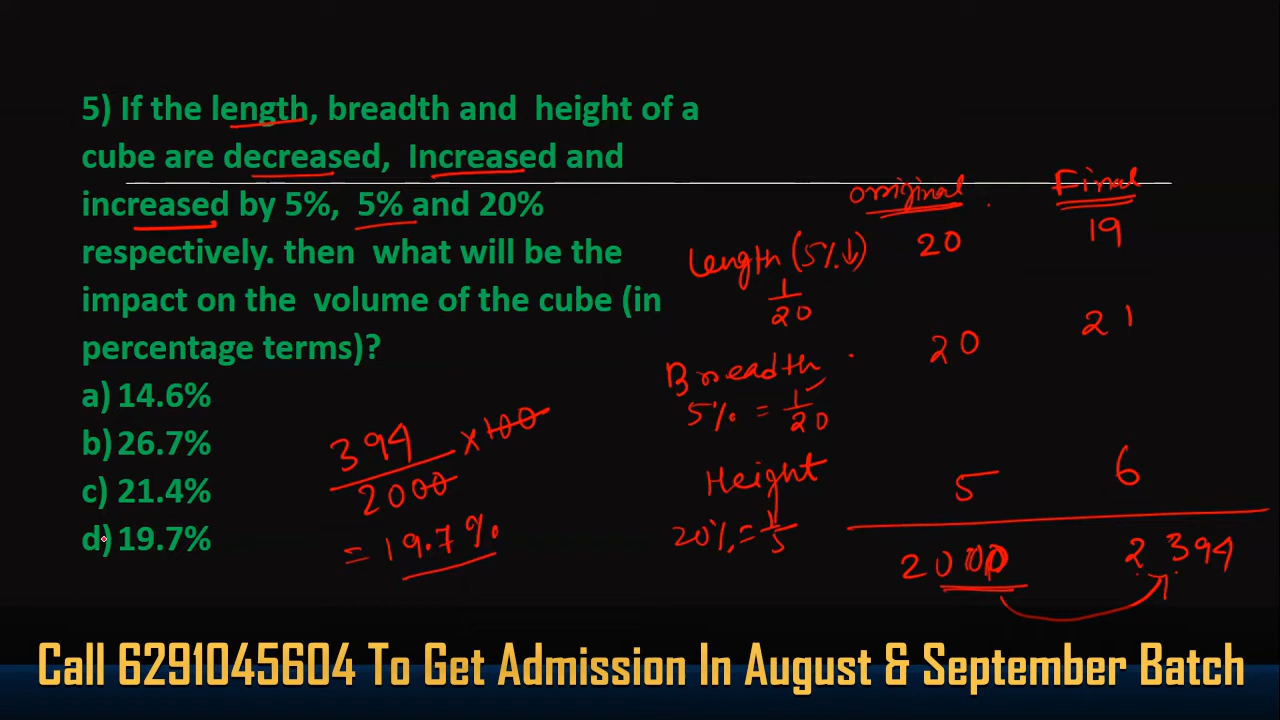 5) If the length, breadth and height of a
cube are decreased, Increased and
increased by 5%, 5% and 20%
respectively. then what will be the
impact on the volume of the cube (in
percentage terms)?
a) 14.6%
b) 26.7%
c) 21.4%
d) 19.7%
394
2000
× 100
= 19.7%
original Final
Length (5%↓) 20 19
1
20
Breadth 20 21
5% = 1/20
Height 5 6
20% = 1/5
2000 2394
Call 6291045604 To Get Admission In August & September Batch